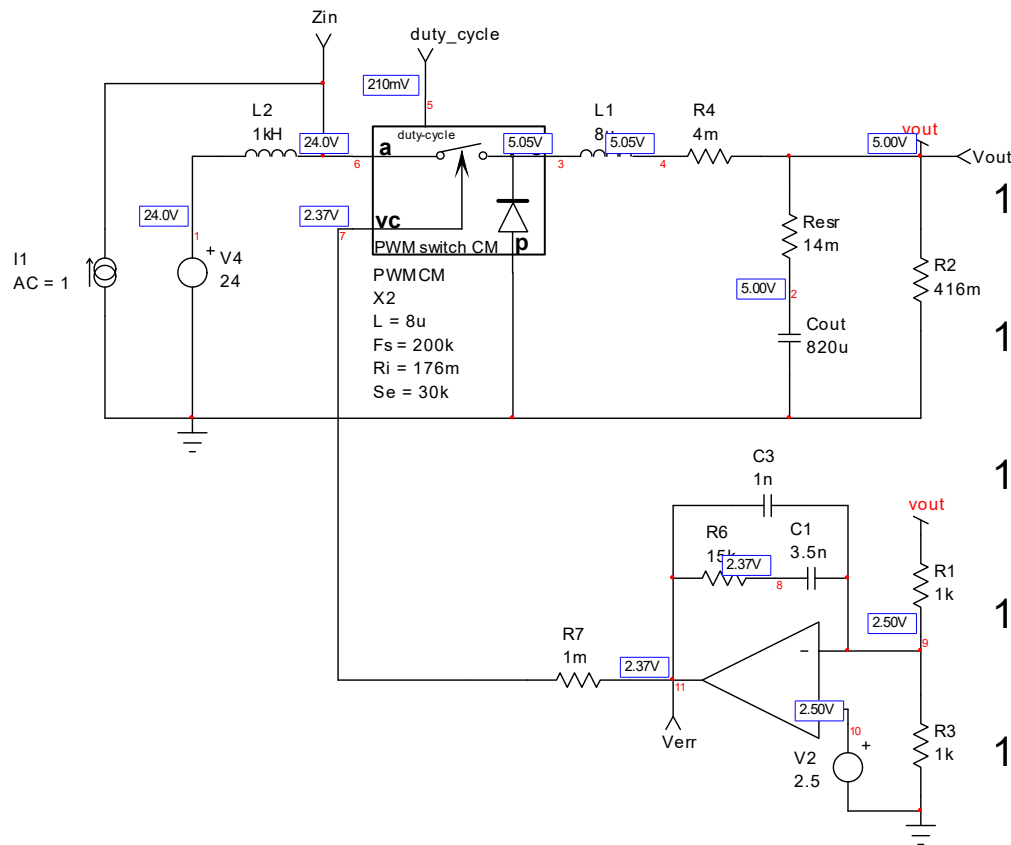 Zin
duty_cycle
210mV
5
L2
1kH
24.0V
6
duty-cycle
a
5.05V
3
L1
8u
5.05V
4
R4
4m
5.00V
vout
Vout
1
24.0V
1
+
V4
24
2.37V
7
vc
PWM switch CM
p
I1
AC = 1
PWMCM
X2
L = 8u
Fs = 200k
Ri = 176m
Se = 30k
Resr
14m
5.00V
2
Cout
820u
R2
416m
1
C3
1n
1
R6
15k
2.37V
8
C1
3.5n
vout
R1
1k
2.50V
9
1
R7
1m
2.37V
11
Verr
2.50V
10
V2
2.5
+
R3
1k
1